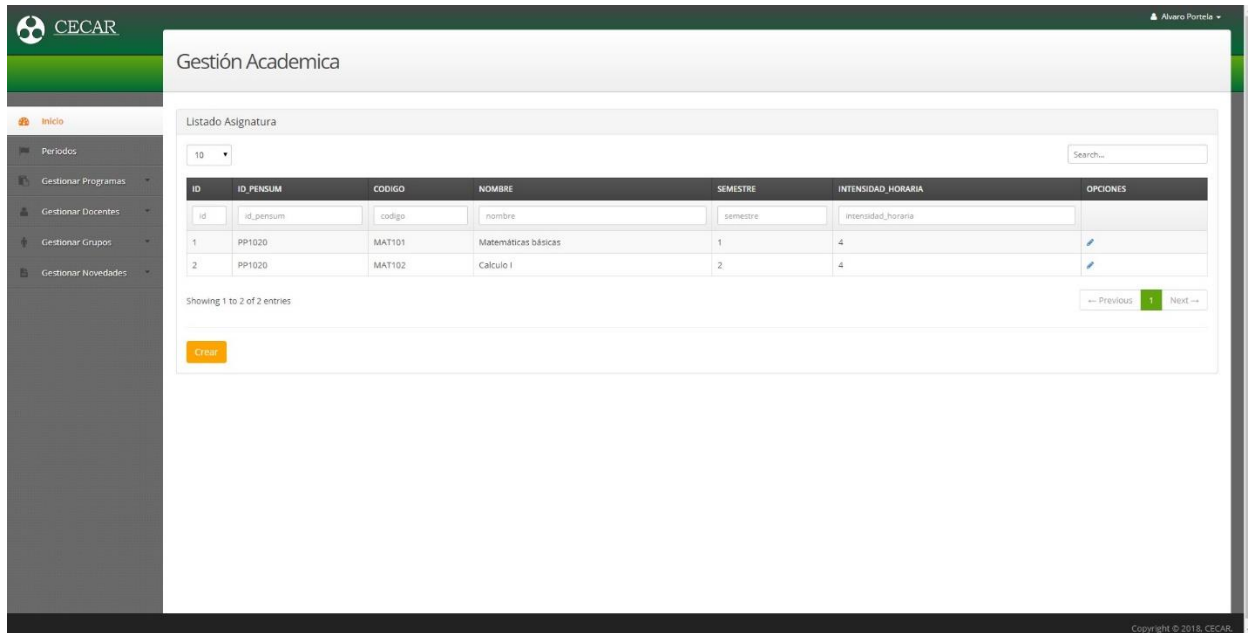 CECAR
Alvaro Portela
Gestión Academica
Inicio
Periodos
Gestionar Programas
Gestionar Docentes
Gestionar Grupos
Gestionar Novedades
Listado Asignatura
10
Search...
ID ID_PENSUM CODIGO NOMBRE SEMESTRE INTENSIDAD_HORARIA OPCIONES
id id_pensum codigo nombre semestre intensidad_horaria
1 PP1020 MAT101 Matemáticas básicas 1 4
2 PP1020 MAT102 Calculo I 2 4
Showing 1 to 2 of 2 entries
← Previous 1 Next →
Crear
Copyright © 2018, CECAR.